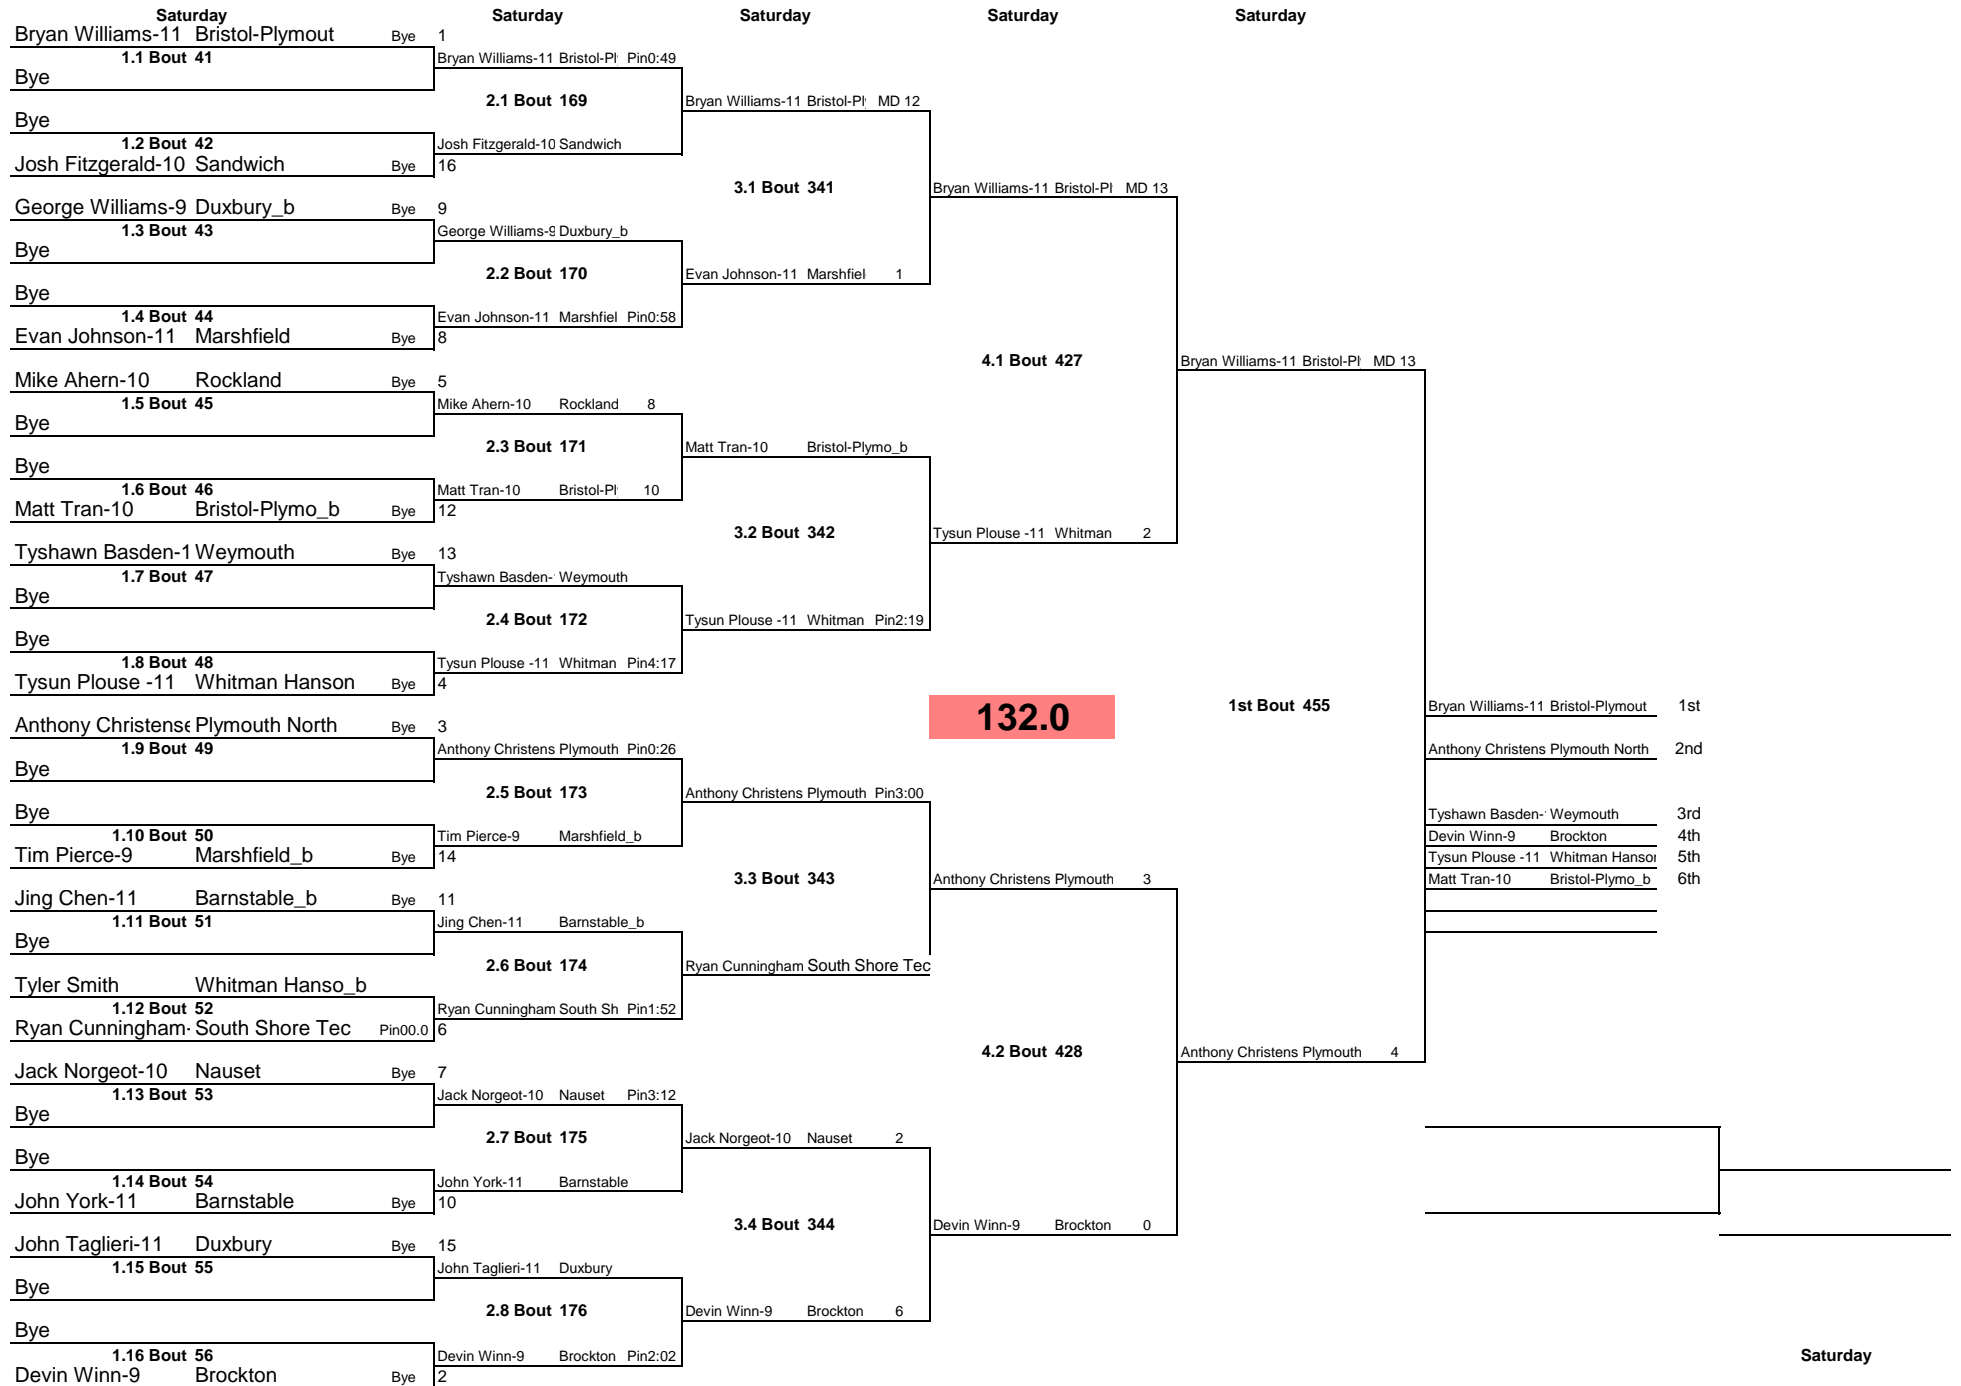 Saturday Saturday Saturday Saturday Saturday
Bryan Williams-11 Bristol-Plymout Bye 1
1.1 Bout 41 Bryan Williams-11 Bristol-Pl Pin0:49
Bye
2.1 Bout 169 Bryan Williams-11 Bristol-Pl MD 12
Bye
1.2 Bout 42 Josh Fitzgerald-10 Sandwich
Josh Fitzgerald-10 Sandwich Bye 16
3.1 Bout 341 Bryan Williams-11 Bristol-Pl MD 13
George Williams-9 Duxbury_b Bye 9
1.3 Bout 43 George Williams-9 Duxbury_b
Bye
2.2 Bout 170 Evan Johnson-11 Marshfiel 1
Bye
1.4 Bout 44 Evan Johnson-11 Marshfiel Pin0:58
Evan Johnson-11 Marshfield Bye 8
4.1 Bout 427 Bryan Williams-11 Bristol-Pl MD 13
Mike Ahern-10 Rockland Bye 5
1.5 Bout 45 Mike Ahern-10 Rockland 8
Bye
2.3 Bout 171 Matt Tran-10 Bristol-Plymo_b
Bye
1.6 Bout 46 Matt Tran-10 Bristol-Pl 10
Matt Tran-10 Bristol-Plymo_b Bye 12
3.2 Bout 342 Tysun Plouse -11 Whitman 2
Tyshawn Basden-1 Weymouth Bye 13
1.7 Bout 47 Tyshawn Basden- Weymouth
Bye
2.4 Bout 172 Tysun Plouse -11 Whitman Pin2:19
Bye
1.8 Bout 48 Tysun Plouse -11 Whitman Pin4:17
Tysun Plouse -11 Whitman Hanson Bye 4
132.0 1st Bout 455 Bryan Williams-11 Bristol-Plymout 1st
Anthony Christense Plymouth North Bye 3
1.9 Bout 49 Anthony Christens Plymouth Pin0:26 Anthony Christens Plymouth North 2nd
Bye
2.5 Bout 173 Anthony Christens Plymouth Pin3:00
Bye Tyshawn Basden- Weymouth 3rd
1.10 Bout 50 Tim Pierce-9 Marshfield_b Devin Winn-9 Brockton 4th
Tim Pierce-9 Marshfield_b Bye 14 Tysun Plouse -11 Whitman Hanson 5th
3.3 Bout 343 Anthony Christens Plymouth 3 Matt Tran-10 Bristol-Plymo_b 6th
Jing Chen-11 Barnstable_b Bye 11
1.11 Bout 51 Jing Chen-11 Barnstable_b
Bye
2.6 Bout 174 Ryan Cunningham South Shore Tec
Tyler Smith Whitman Hanso_b
1.12 Bout 52 Ryan Cunningham South Sh Pin1:52
Ryan Cunningham- South Shore Tec Pin00.0 6
4.2 Bout 428 Anthony Christens Plymouth 4
Jack Norgeot-10 Nauset Bye 7
1.13 Bout 53 Jack Norgeot-10 Nauset Pin3:12
Bye
2.7 Bout 175 Jack Norgeot-10 Nauset 2
Bye
1.14 Bout 54 John York-11 Barnstable
John York-11 Barnstable Bye 10
3.4 Bout 344 Devin Winn-9 Brockton 0
John Taglieri-11 Duxbury Bye 15
1.15 Bout 55 John Taglieri-11 Duxbury
Bye
2.8 Bout 176 Devin Winn-9 Brockton 6
Bye
1.16 Bout 56 Devin Winn-9 Brockton Pin2:02 Saturday
Devin Winn-9 Brockton Bye 2